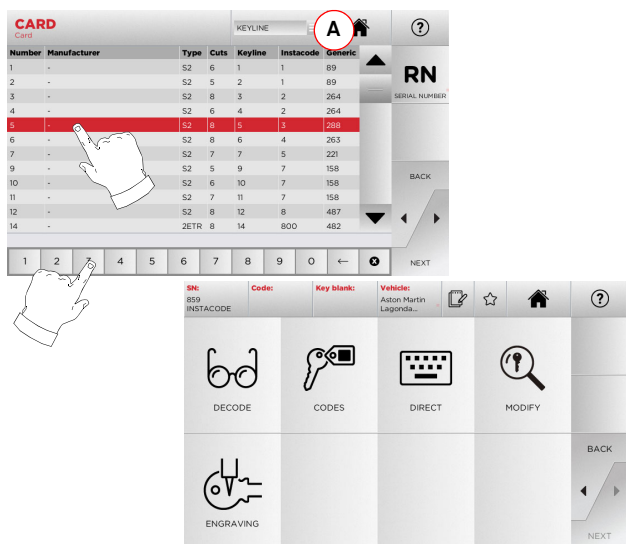 CARD
Card
KEYLINE
A
?
Number Manufacturer Type Cuts Keyline Instacode Generic
1 - S2 6 1 1 89
2 - S2 5 2 1 89
3 - S2 8 3 2 264
4 - S2 6 4 2 264
5 - S2 8 5 3 288
6 - S2 8 6 4 263
7 - S2 7 7 5 221
9 - S2 5 9 7 158
10 - S2 6 10 7 158
11 - S2 7 11 7 158
12 - S2 8 12 8 487
14 - 2ETR 8 14 800 482
RN
SERIAL NUMBER
BACK
NEXT
1 2 3 4 5 6 7 8 9 0 ←
SN: Code: Key blank: Vehicle:
859 Aston Martin
INSTACODE Lagonda...
?
DECODE CODES DIRECT MODIFY
BACK
ENGRAVING
NEXT